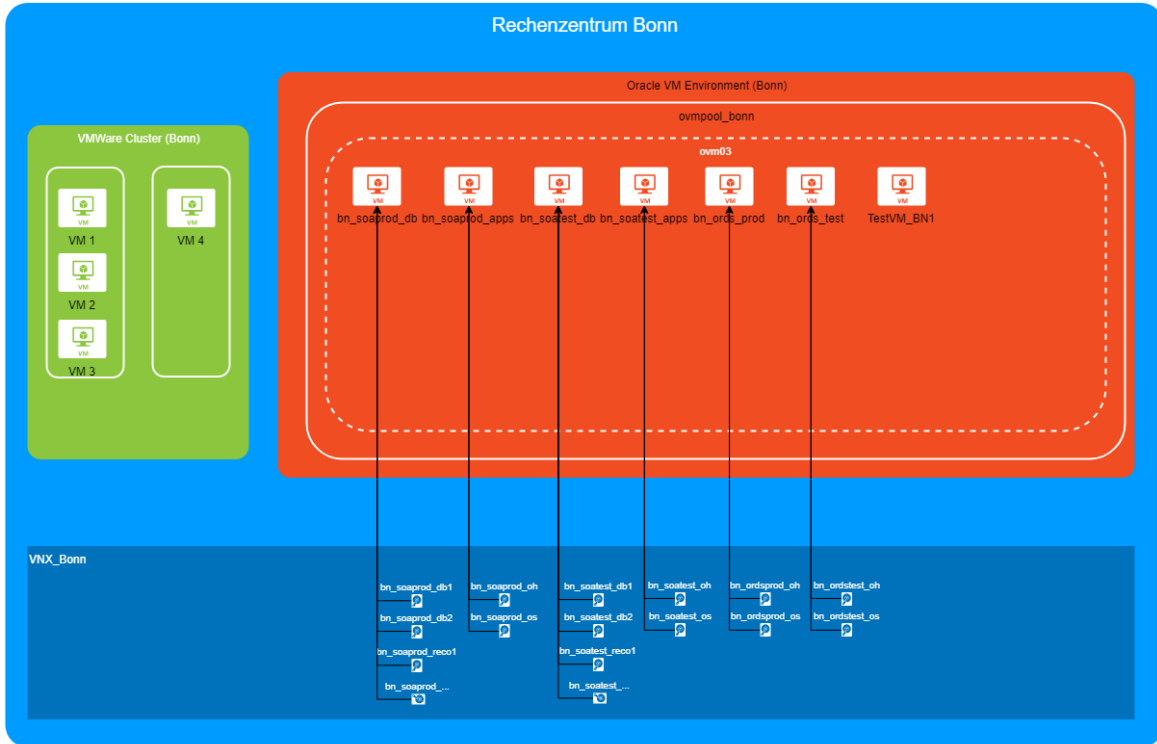 Rechenzentrum Bonn
VMWare Cluster (Bonn)
VM
VM 1
VM
VM 2
VM
VM 3
VM
VM 4
Oracle VM Environment (Bonn)
ovmpool_bonn
ovm03
VM VM VM VM VM VM VM
bn_soaprod_db bn_soaprod_apps bn_soatest_db bn_soatest_apps bn_ords_prod bn_ords_test TestVM_BN1
VNX_Bonn
bn_soaprod_db1 bn_soaprod_oh bn_soatest_db1 bn_soatest_oh bn_ordsprod_oh bn_ordstest_oh
bn_soaprod_db2 bn_soaprod_os bn_soatest_db2 bn_soatest_os bn_ordsprod_os bn_ordstest_os
bn_soaprod_reco1 bn_soatest_reco1
bn_soaprod_... bn_soatest_...